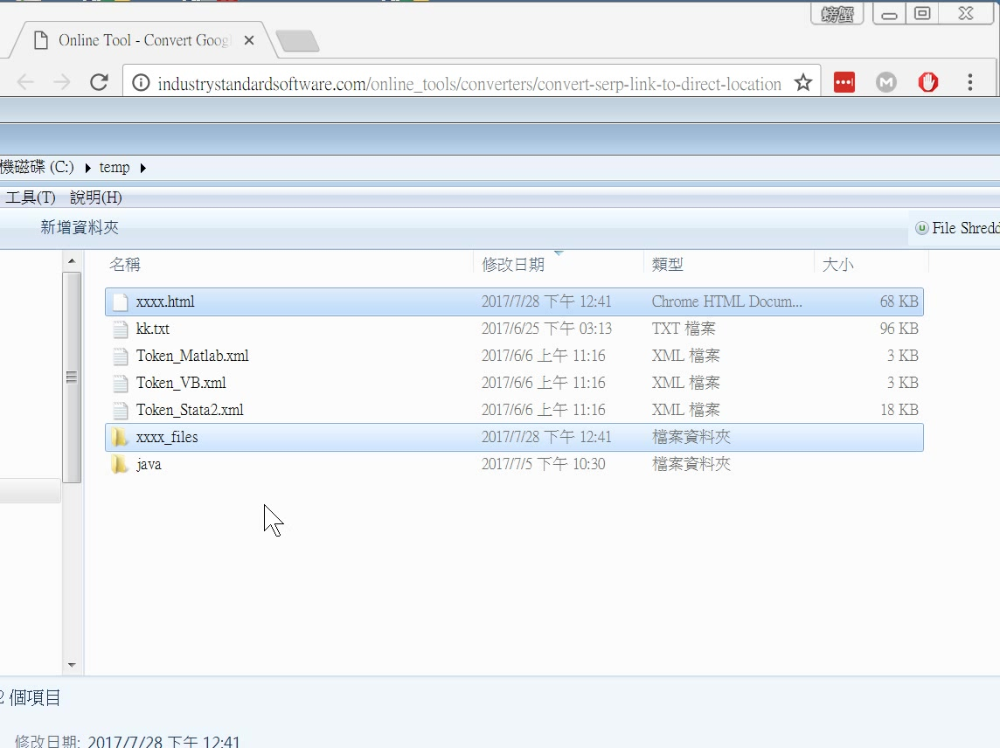 螃蟹
Online Tool - Convert Goog
industrystandardsoftware.com/online_tools/converters/convert-serp-link-to-direct-location
機磁碟 (C:) temp
工具(T) 說明(H)
新增資料夾 File Shredd
名稱 修改日期 類型 大小
xxxx.html 2017/7/28 下午 12:41 Chrome HTML Docum... 68 KB
kk.txt 2017/6/25 下午 03:13 TXT 檔案 96 KB
Token_Matlab.xml 2017/6/6 上午 11:16 XML 檔案 3 KB
Token_VB.xml 2017/6/6 上午 11:16 XML 檔案 3 KB
Token_Stata2.xml 2017/6/6 上午 11:16 XML 檔案 18 KB
xxxx_files 2017/7/28 下午 12:41 檔案資料夾
java 2017/7/5 下午 10:30 檔案資料夾
2 個項目
修改日期: 2017/7/28 下午 12:41